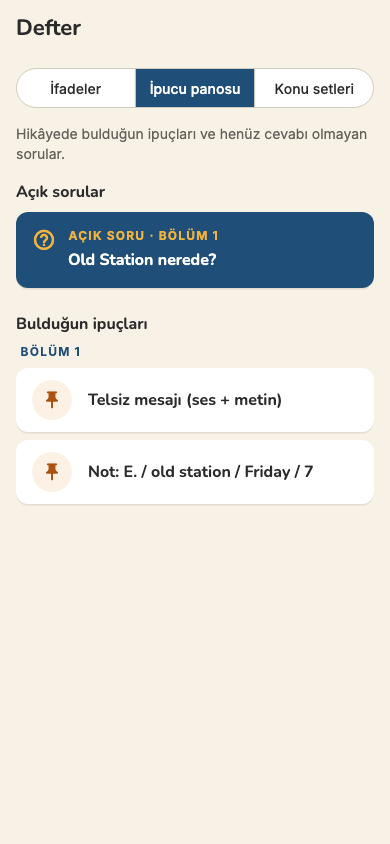 Defter
İfadeler
İpucu panosu
Konu setleri
Hikâyede bulduğun ipuçları ve henüz cevabı olmayan
sorular.
Açık sorular
AÇIK SORU · BÖLÜM 1
Old Station nerede?
Bulduğun ipuçları
BÖLÜM 1
Telsiz mesajı (ses + metin)
Not: E. / old station / Friday / 7